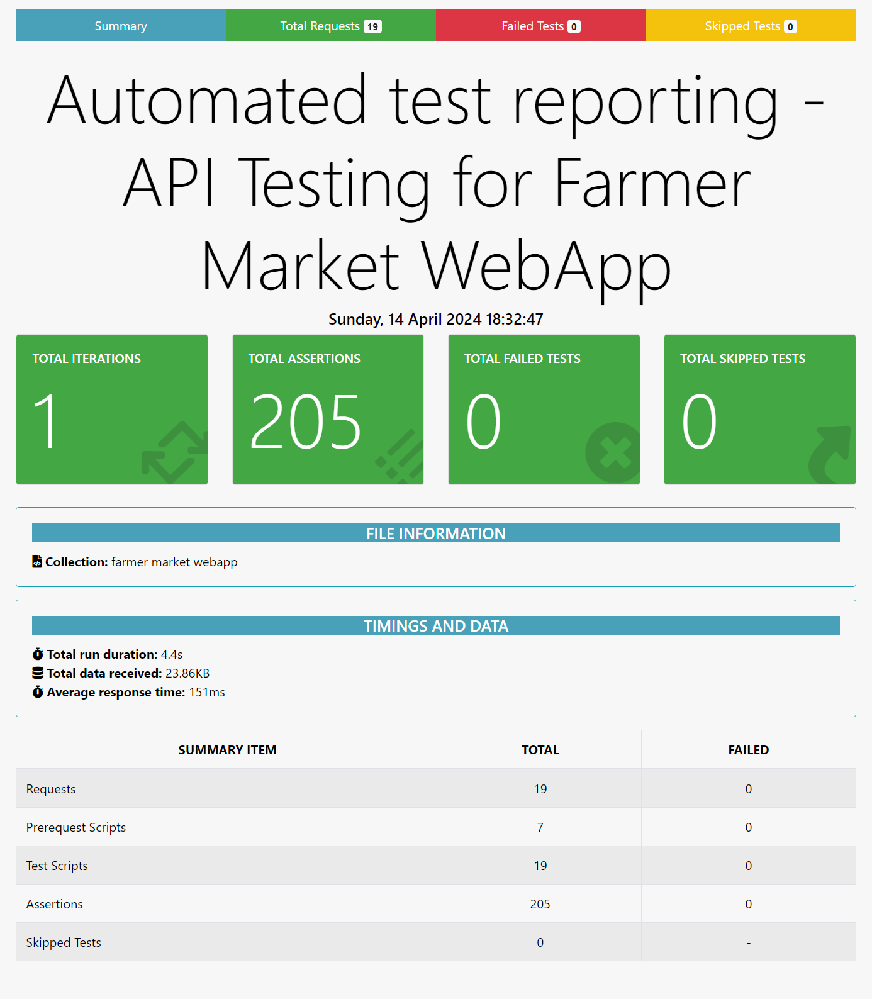 Summary
Total Requests 19
Failed Tests 0
Skipped Tests 0
Automated test reporting -
API Testing for Farmer
Market WebApp
Sunday, 14 April 2024 18:32:47
TOTAL ITERATIONS
1
TOTAL ASSERTIONS
205
TOTAL FAILED TESTS
0
TOTAL SKIPPED TESTS
0
FILE INFORMATION
Collection: farmer market webapp
TIMINGS AND DATA
Total run duration: 4.4s
Total data received: 23.86KB
Average response time: 151ms
SUMMARY ITEM TOTAL FAILED
Requests 19 0
Prerequest Scripts 7 0
Test Scripts 19 0
Assertions 205 0
Skipped Tests 0 -